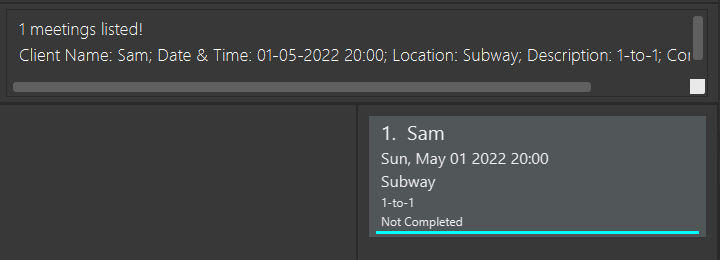 1 meetings listed!
Client Name: Sam; Date & Time: 01-05-2022 20:00; Location: Subway; Description: 1-to-1;
1. Sam
Sun, May 01 2022 20:00
Subway
1-to-1
Not Completed